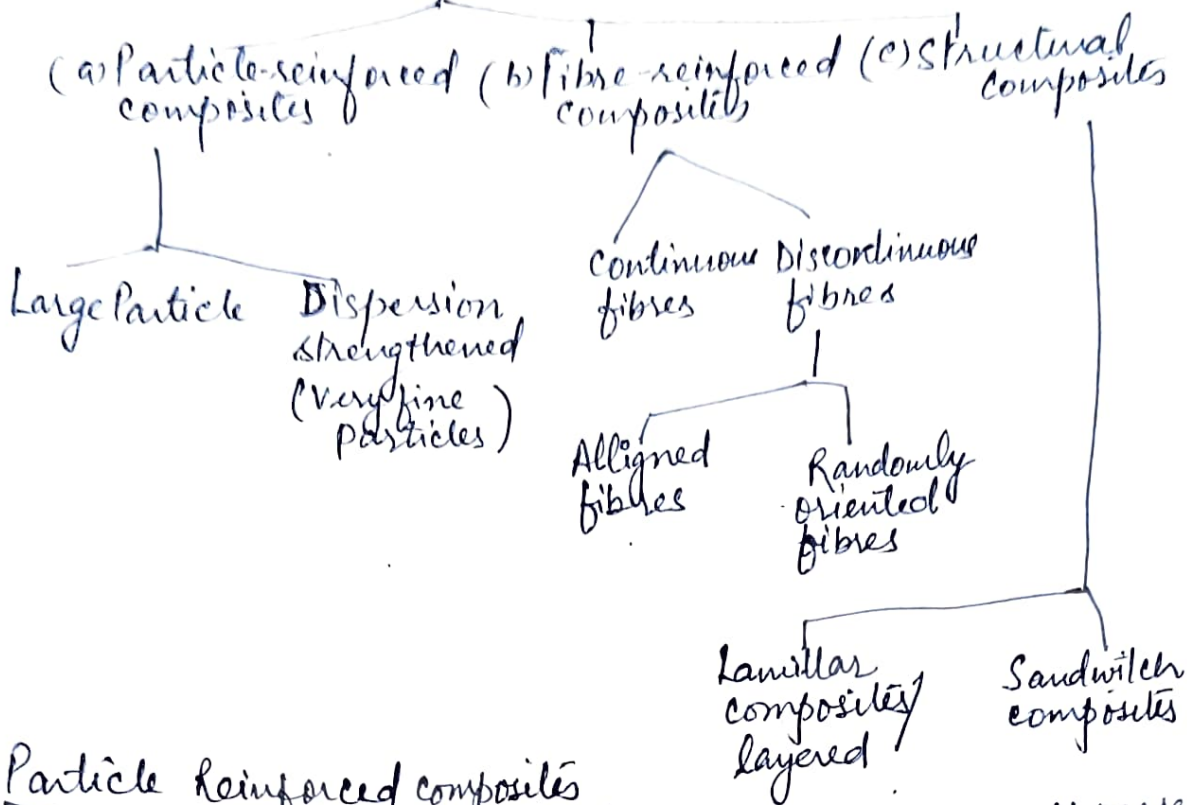 (a) Particle-reinforced (b) Fibre-reinforced (c) Structural
composites composites composites
Continuous Discontinuous
fibres fibres
Large Particle Dispersion
strengthened
(Very fine
particles)
Alligned Randomly
fibres oriented
fibres
Lamillar Sandwitch
composites/ composites
layered
Particle Reinforced composites